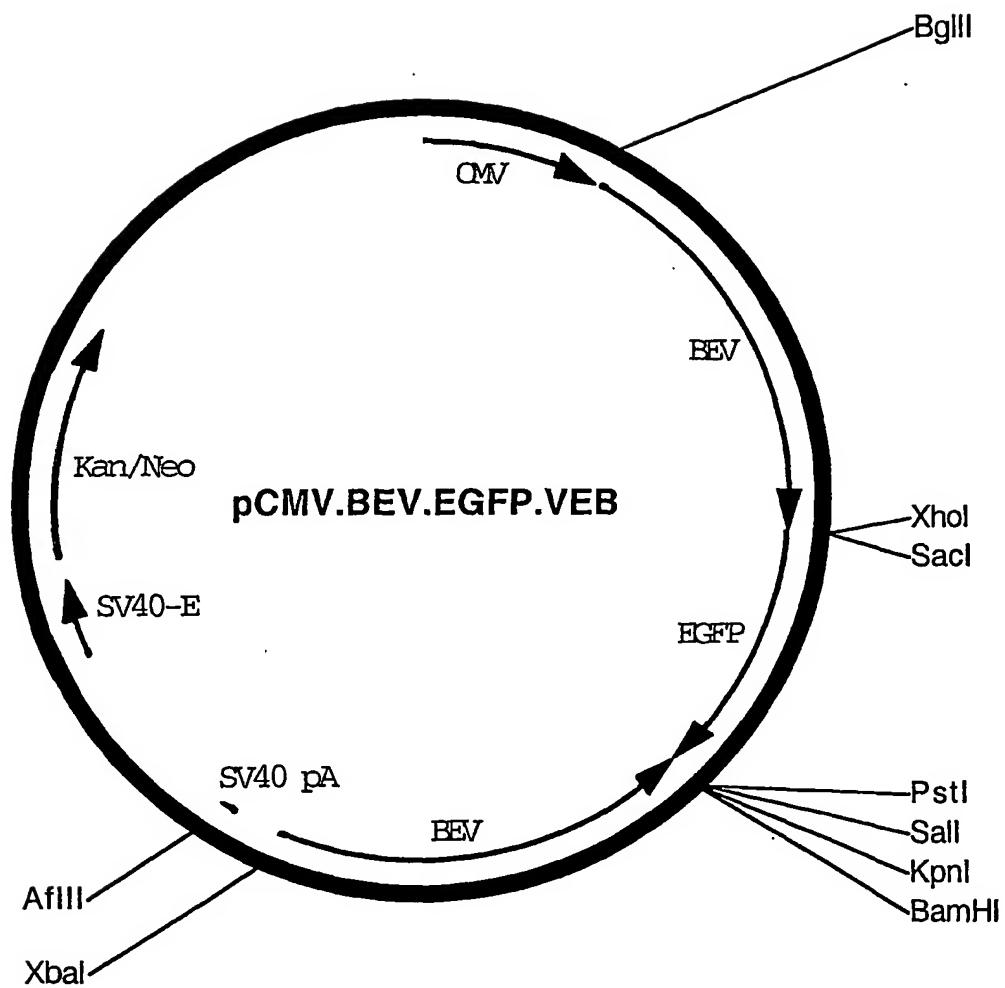 BglII
CMV
BEV
Kan/Neo
pCMV.BEV.EGFP.VEB
XhoI
SacI
SV40-E
EGFP
SV40 pA
PstI
SalI
BEV
KpnI
AflII
BamHI
XbaI